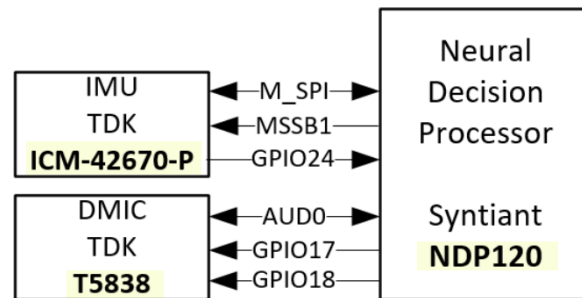 IMU
TDK
ICM-42670-P
M_SPI
MSSB1
GPIO24
DMIC
TDK
T5838
AUD0
GPIO17
GPIO18
Neural
Decision
Processor
Syntiant
NDP120